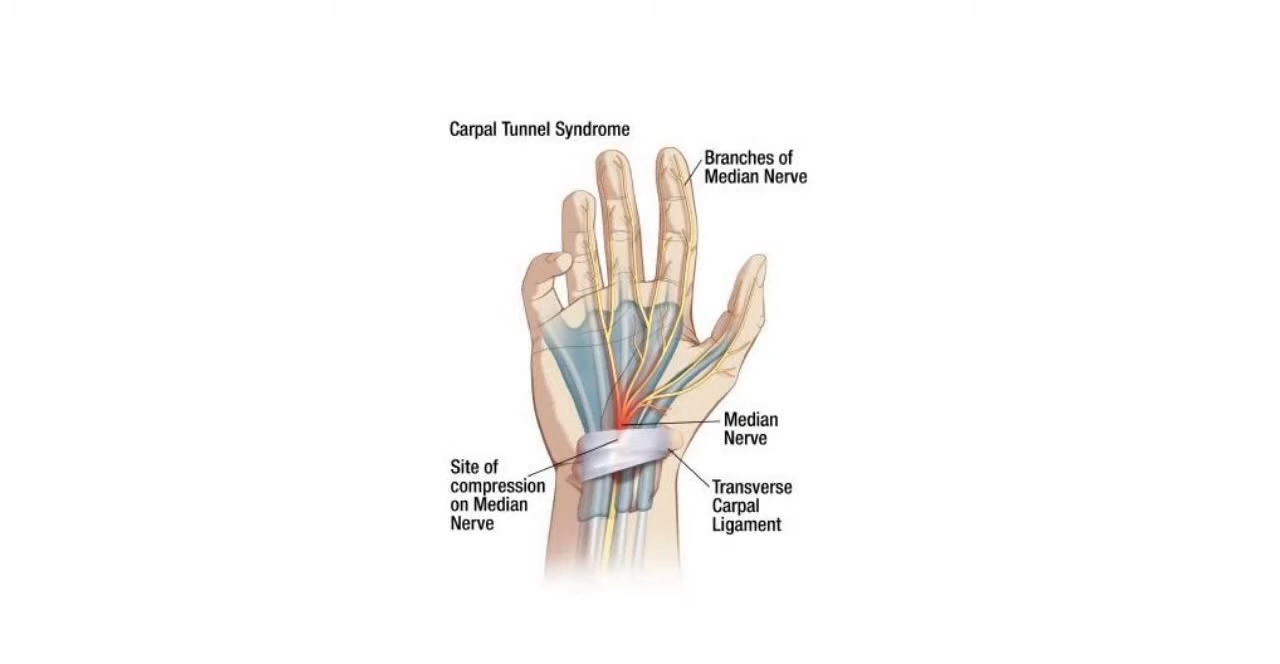 Carpal Tunnel Syndrome
Branches of
Median Nerve
Median
Nerve
Site of
compression
on Median
Nerve
Transverse
Carpal
Ligament